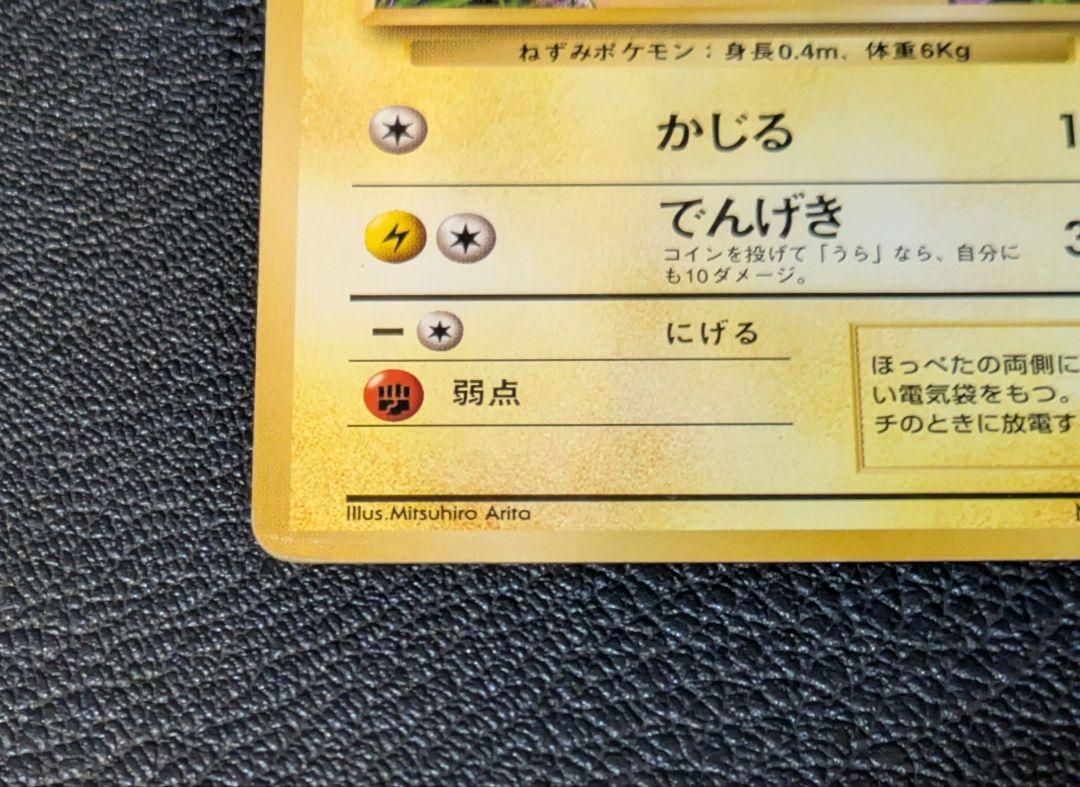 ねずみポケモン：身長0.4m、体重6Kg
かじる 1
でんげき 3
コインを投げて「うら」なら、自分に
も10ダメージ。
ー にげる
弱点
ほっぺたの両側に
い電気袋をもつ。
チのときに放電す
Illus.Mitsuhiro Arita